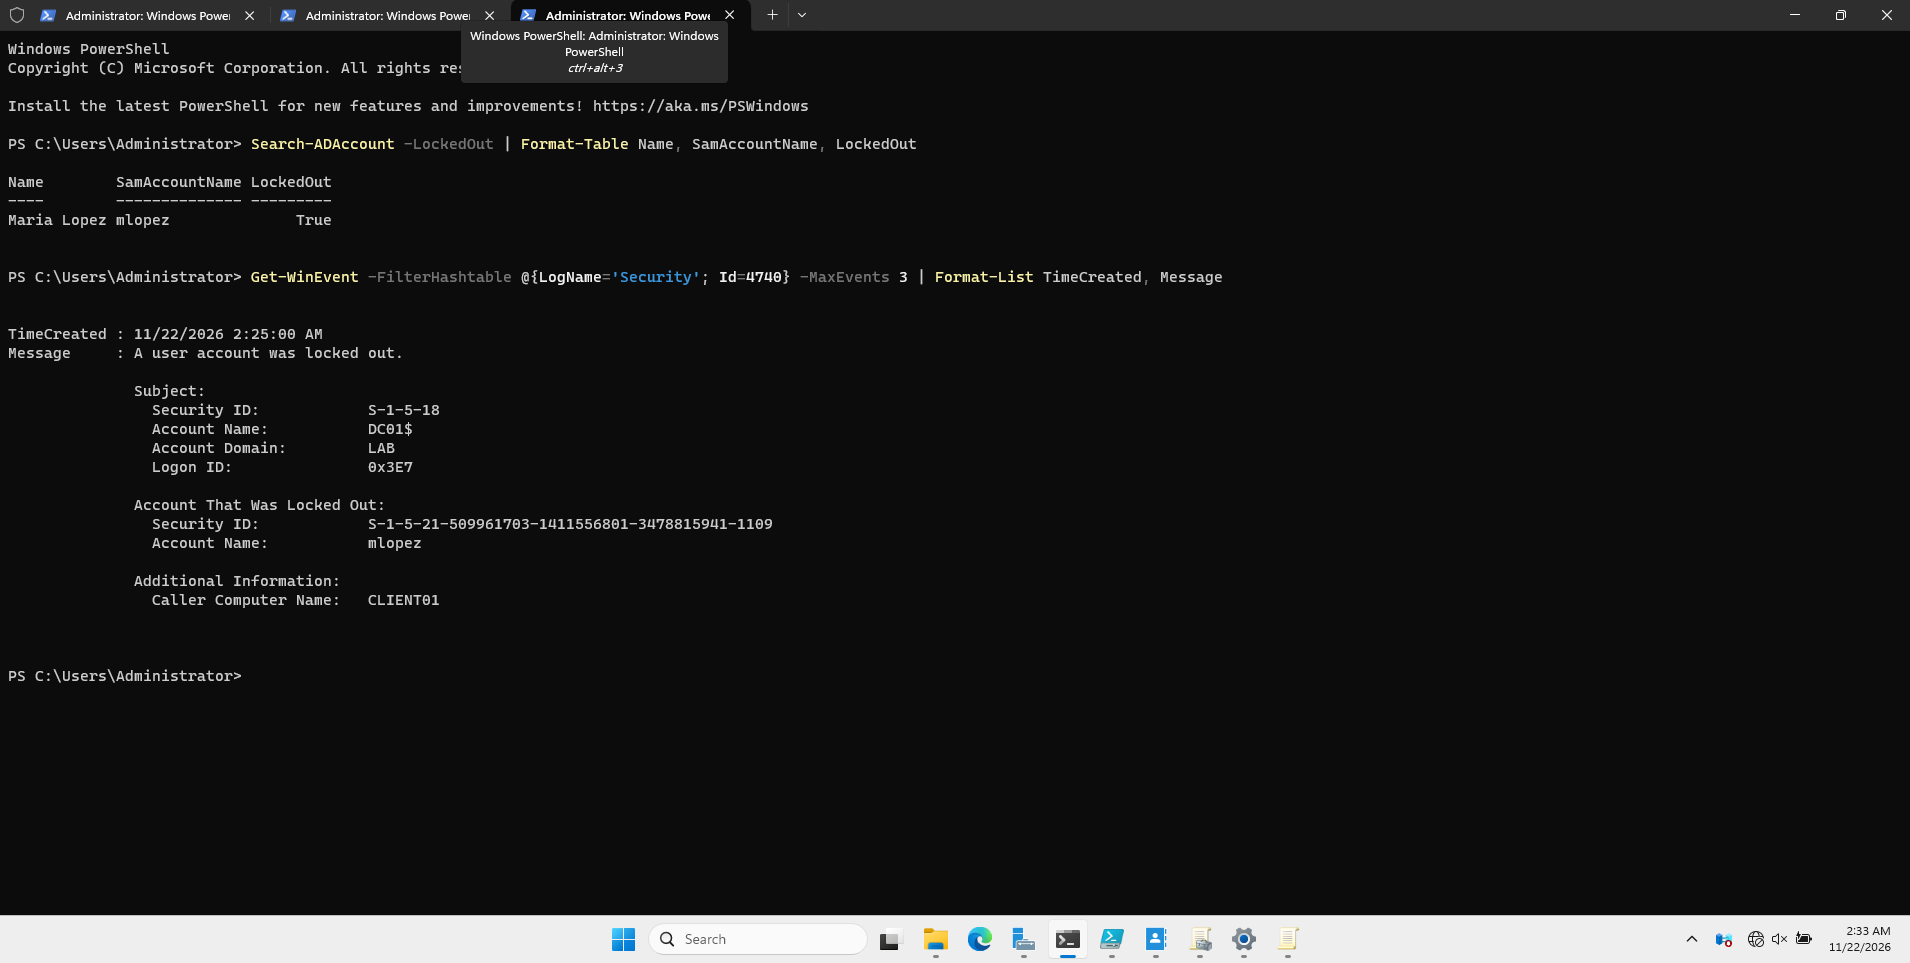 Administrator: Windows Power
Administrator: Windows Power
Administrator: Windows Powe
Windows PowerShell: Administrator: Windows
PowerShell
ctrl+alt+3
Windows PowerShell
Copyright (C) Microsoft Corporation. All rights res
Install the latest PowerShell for new features and improvements! https://aka.ms/PSWindows
PS C:\Users\Administrator> Search-ADAccount -LockedOut | Format-Table Name, SamAccountName, LockedOut
Name        SamAccountName LockedOut
----        -------------- ---------
Maria Lopez mlopez              True
PS C:\Users\Administrator> Get-WinEvent -FilterHashtable @{LogName='Security'; Id=4740} -MaxEvents 3 | Format-List TimeCreated, Message
TimeCreated : 11/22/2026 2:25:00 AM
Message     : A user account was locked out.
Subject:
Security ID:            S-1-5-18
Account Name:           DC01$
Account Domain:         LAB
Logon ID:               0x3E7
Account That Was Locked Out:
Security ID:            S-1-5-21-509961703-1411556801-3478815941-1109
Account Name:           mlopez
Additional Information:
Caller Computer Name:   CLIENT01
PS C:\Users\Administrator>
Search
2:33 AM
11/22/2026